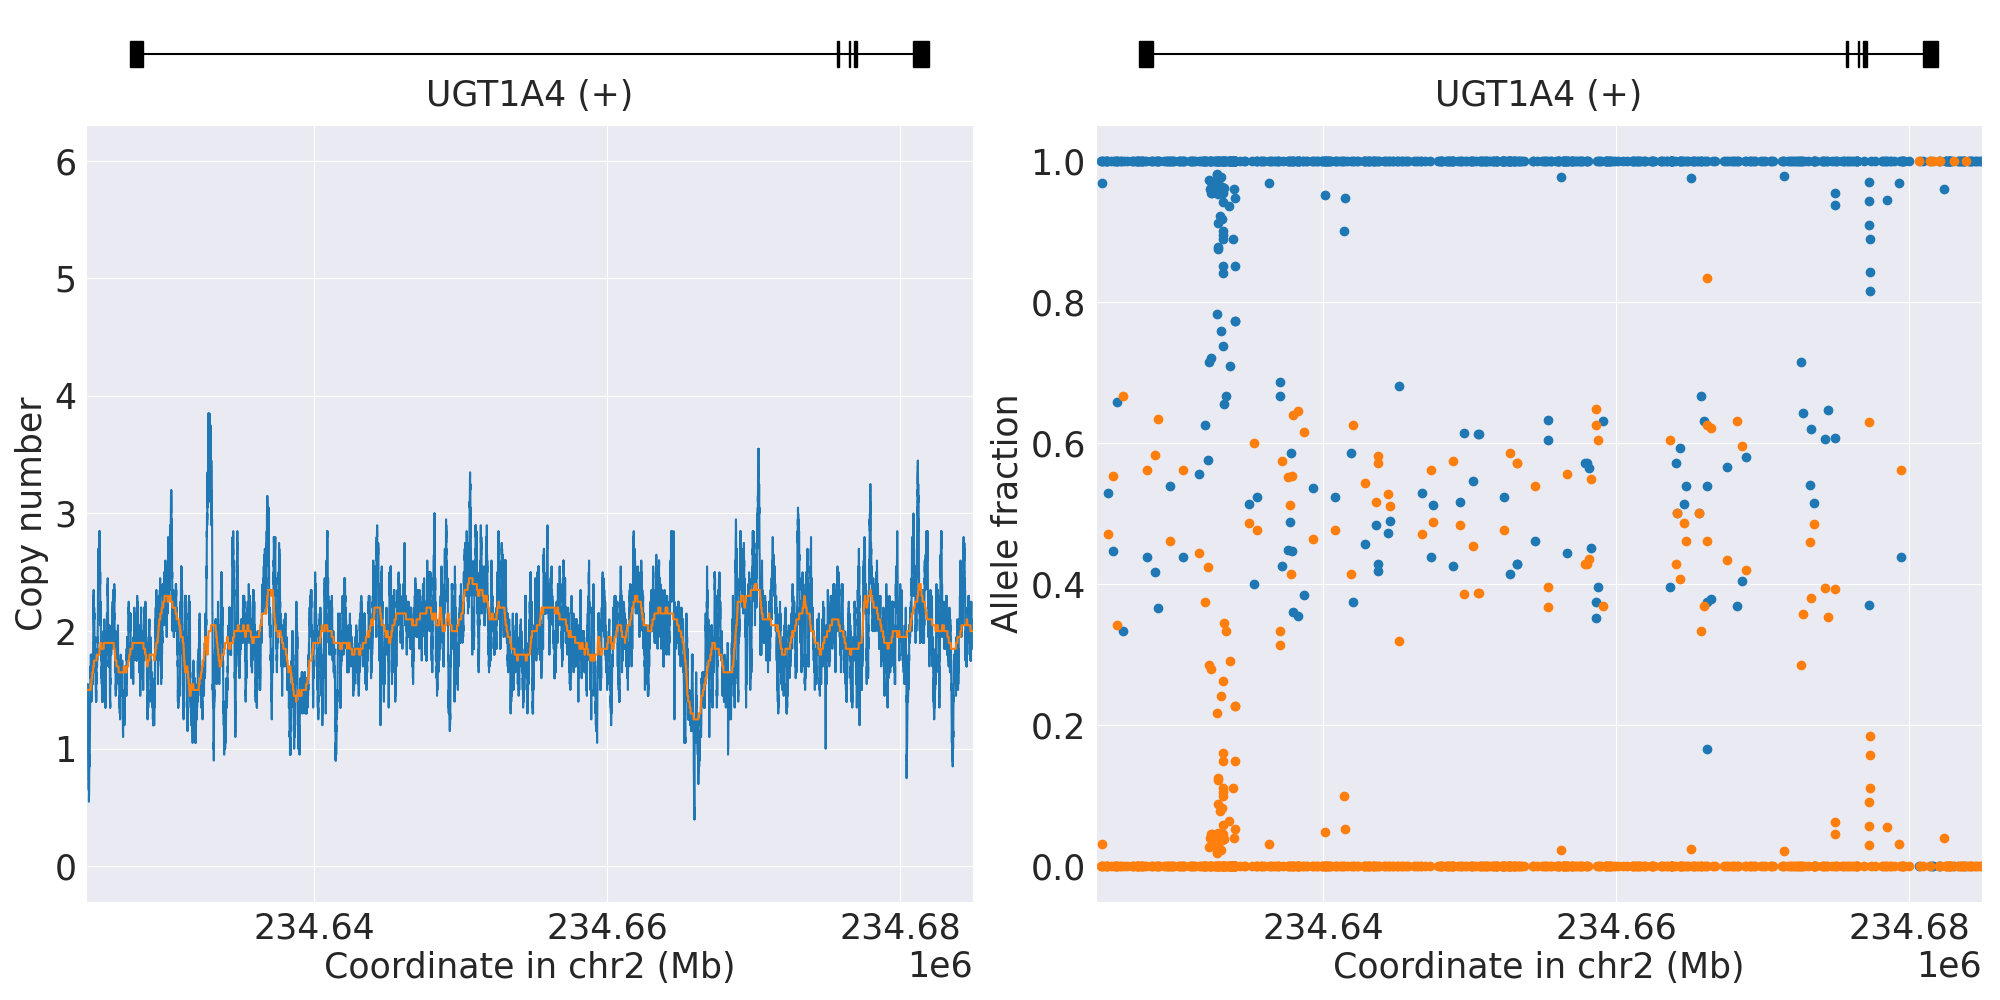 UGT1A4 (+)
6
5
4
3
2
1
0
Copy number
234.64 234.66 234.68
1e6
Coordinate in chr2 (Mb)
UGT1A4 (+)
1.0
0.8
0.6
0.4
0.2
0.0
Allele fraction
234.64 234.66 234.68
1e6
Coordinate in chr2 (Mb)